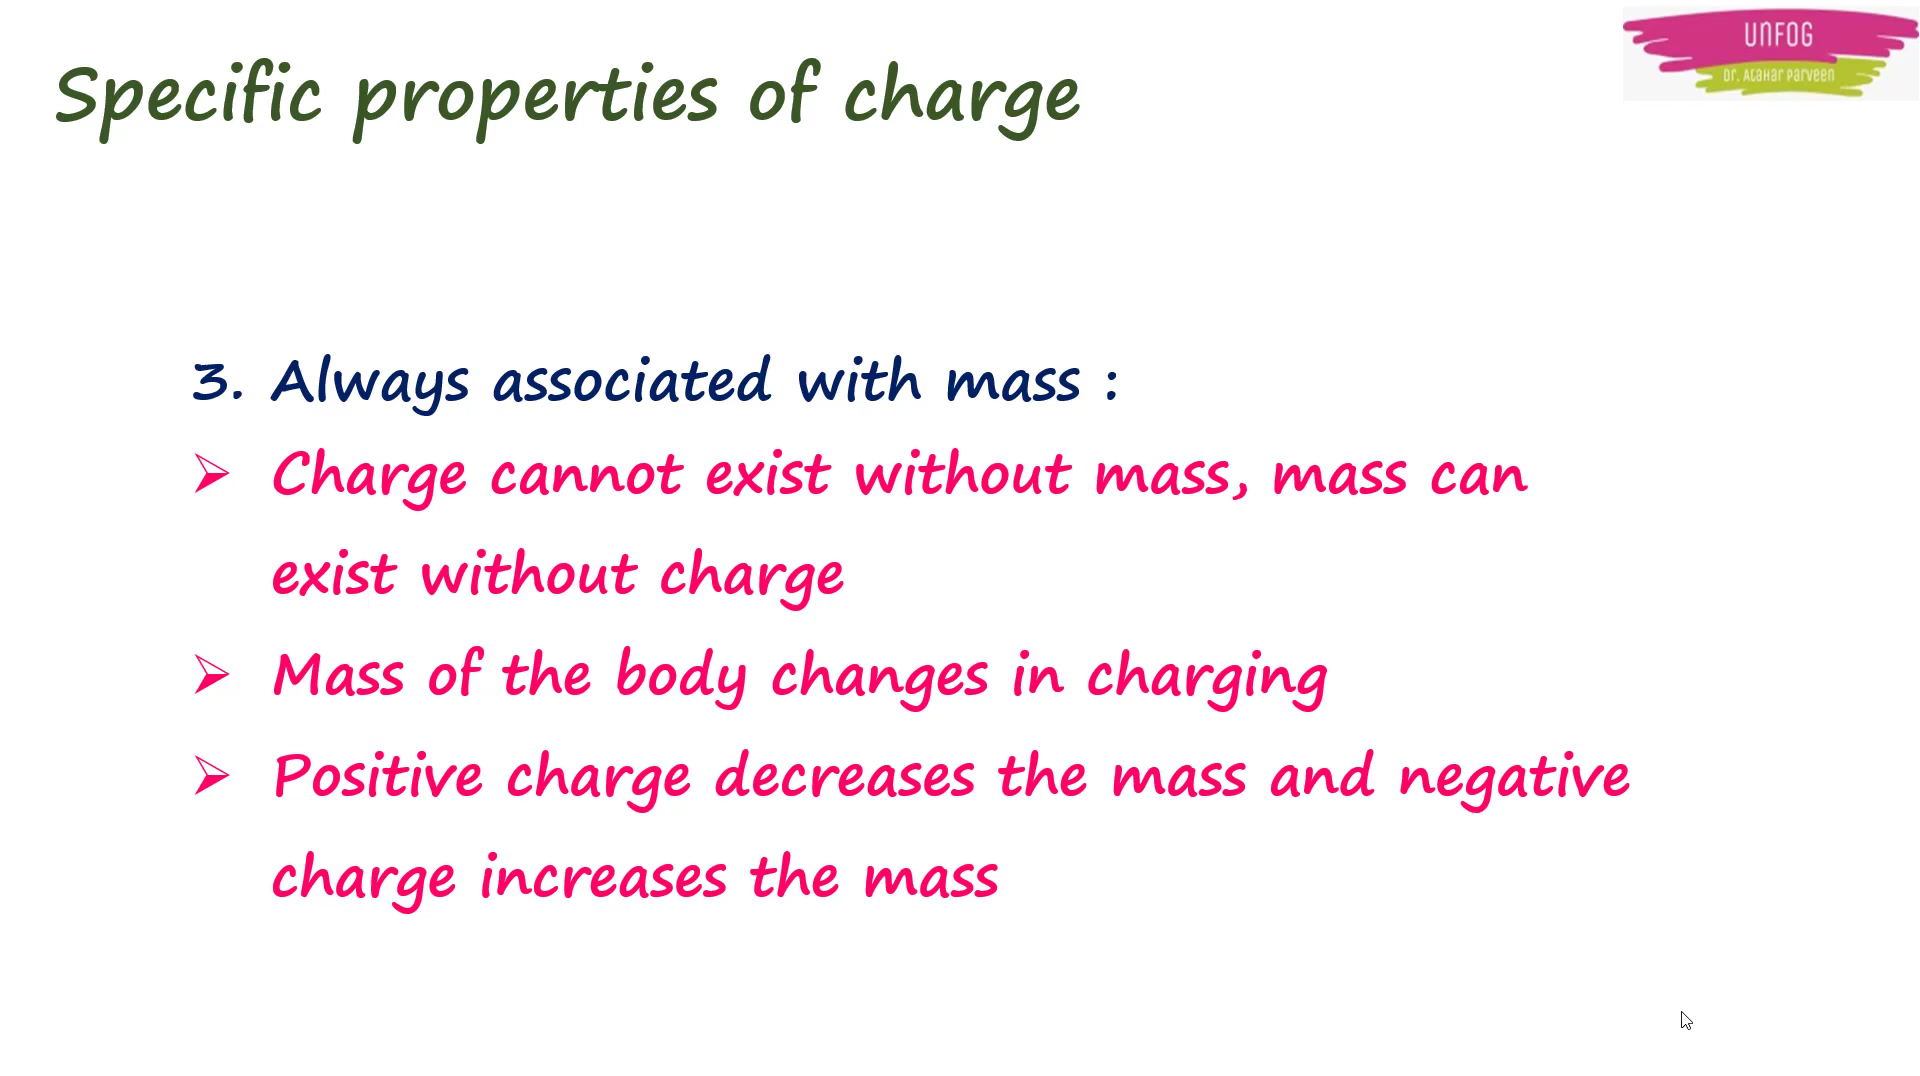 UNFOG
Dr. Atahar Parveen
Specific properties of charge
3. Always associated with mass :
➢ Charge cannot exist without mass, mass can
exist without charge
➢ Mass of the body changes in charging
➢ Positive charge decreases the mass and negative
charge increases the mass